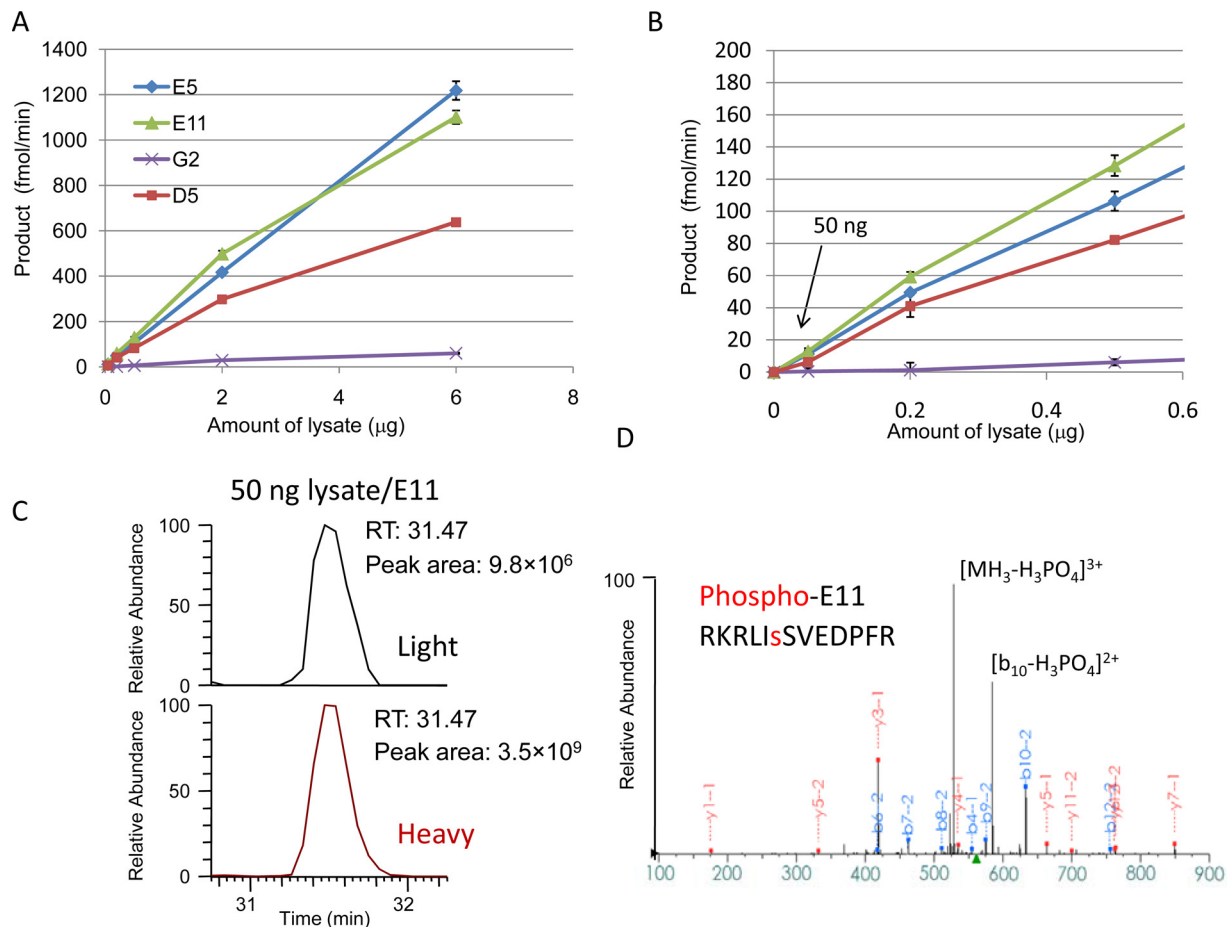 A
1400
1200
1000
800
600
400
200
0
Product (fmol/min)
E5
E11
G2
D5
0 2 4 6 8
Amount of lysate (μg)
B
200
180
160
140
120
100
80
60
40
20
0
Product (fmol/min)
50 ng
0 0.2 0.4 0.6
Amount of lysate (μg)
C
50 ng lysate/E11
100
50
0
Relative Abundance
RT: 31.47
Peak area: 9.8×10⁶
Light
100
50
0
Relative Abundance
RT: 31.47
Peak area: 3.5×10⁹
Heavy
31 32
Time (min)
D
100
Relative Abundance
Phospho-E11
RKRLIsSVEDPFR
[MH₃-H₃PO₄]³⁺
[b₁₀-H₃PO₄]²⁺
y1--1
y5--2
y3--1
b6--2
b7--2
b8--2
y4--1
b4--1
b9--2
b10--2
y5--1
y11--2
b12--2
y7--1
100 200 300 400 500 600 700 800 900